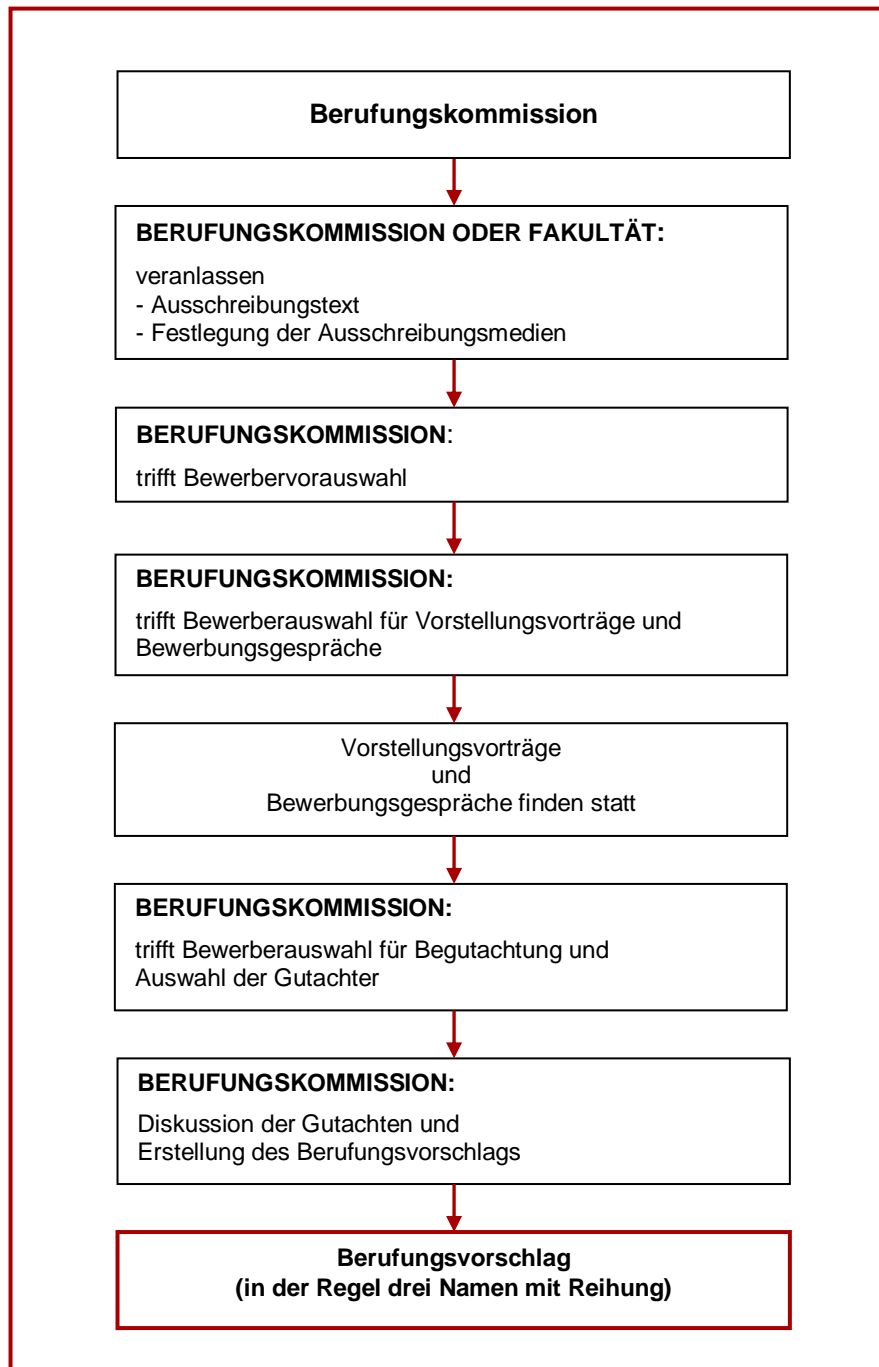 Berufungskommission
BERUFUNGSKOMMISSION ODER FAKULTÄT:
veranlassen
- Ausschreibungstext
- Festlegung der Ausschreibungsmedien
BERUFUNGSKOMMISSION:
trifft Bewerbervorauswahl
BERUFUNGSKOMMISSION:
trifft Bewerberauswahl für Vorstellungsvorträge und
Bewerbungsgespräche
Vorstellungsvorträge
und
Bewerbungsgespräche finden statt
BERUFUNGSKOMMISSION:
trifft Bewerberauswahl für Begutachtung und
Auswahl der Gutachter
BERUFUNGSKOMMISSION:
Diskussion der Gutachten und
Erstellung des Berufungsvorschlags
Berufungsvorschlag
(in der Regel drei Namen mit Reihung)